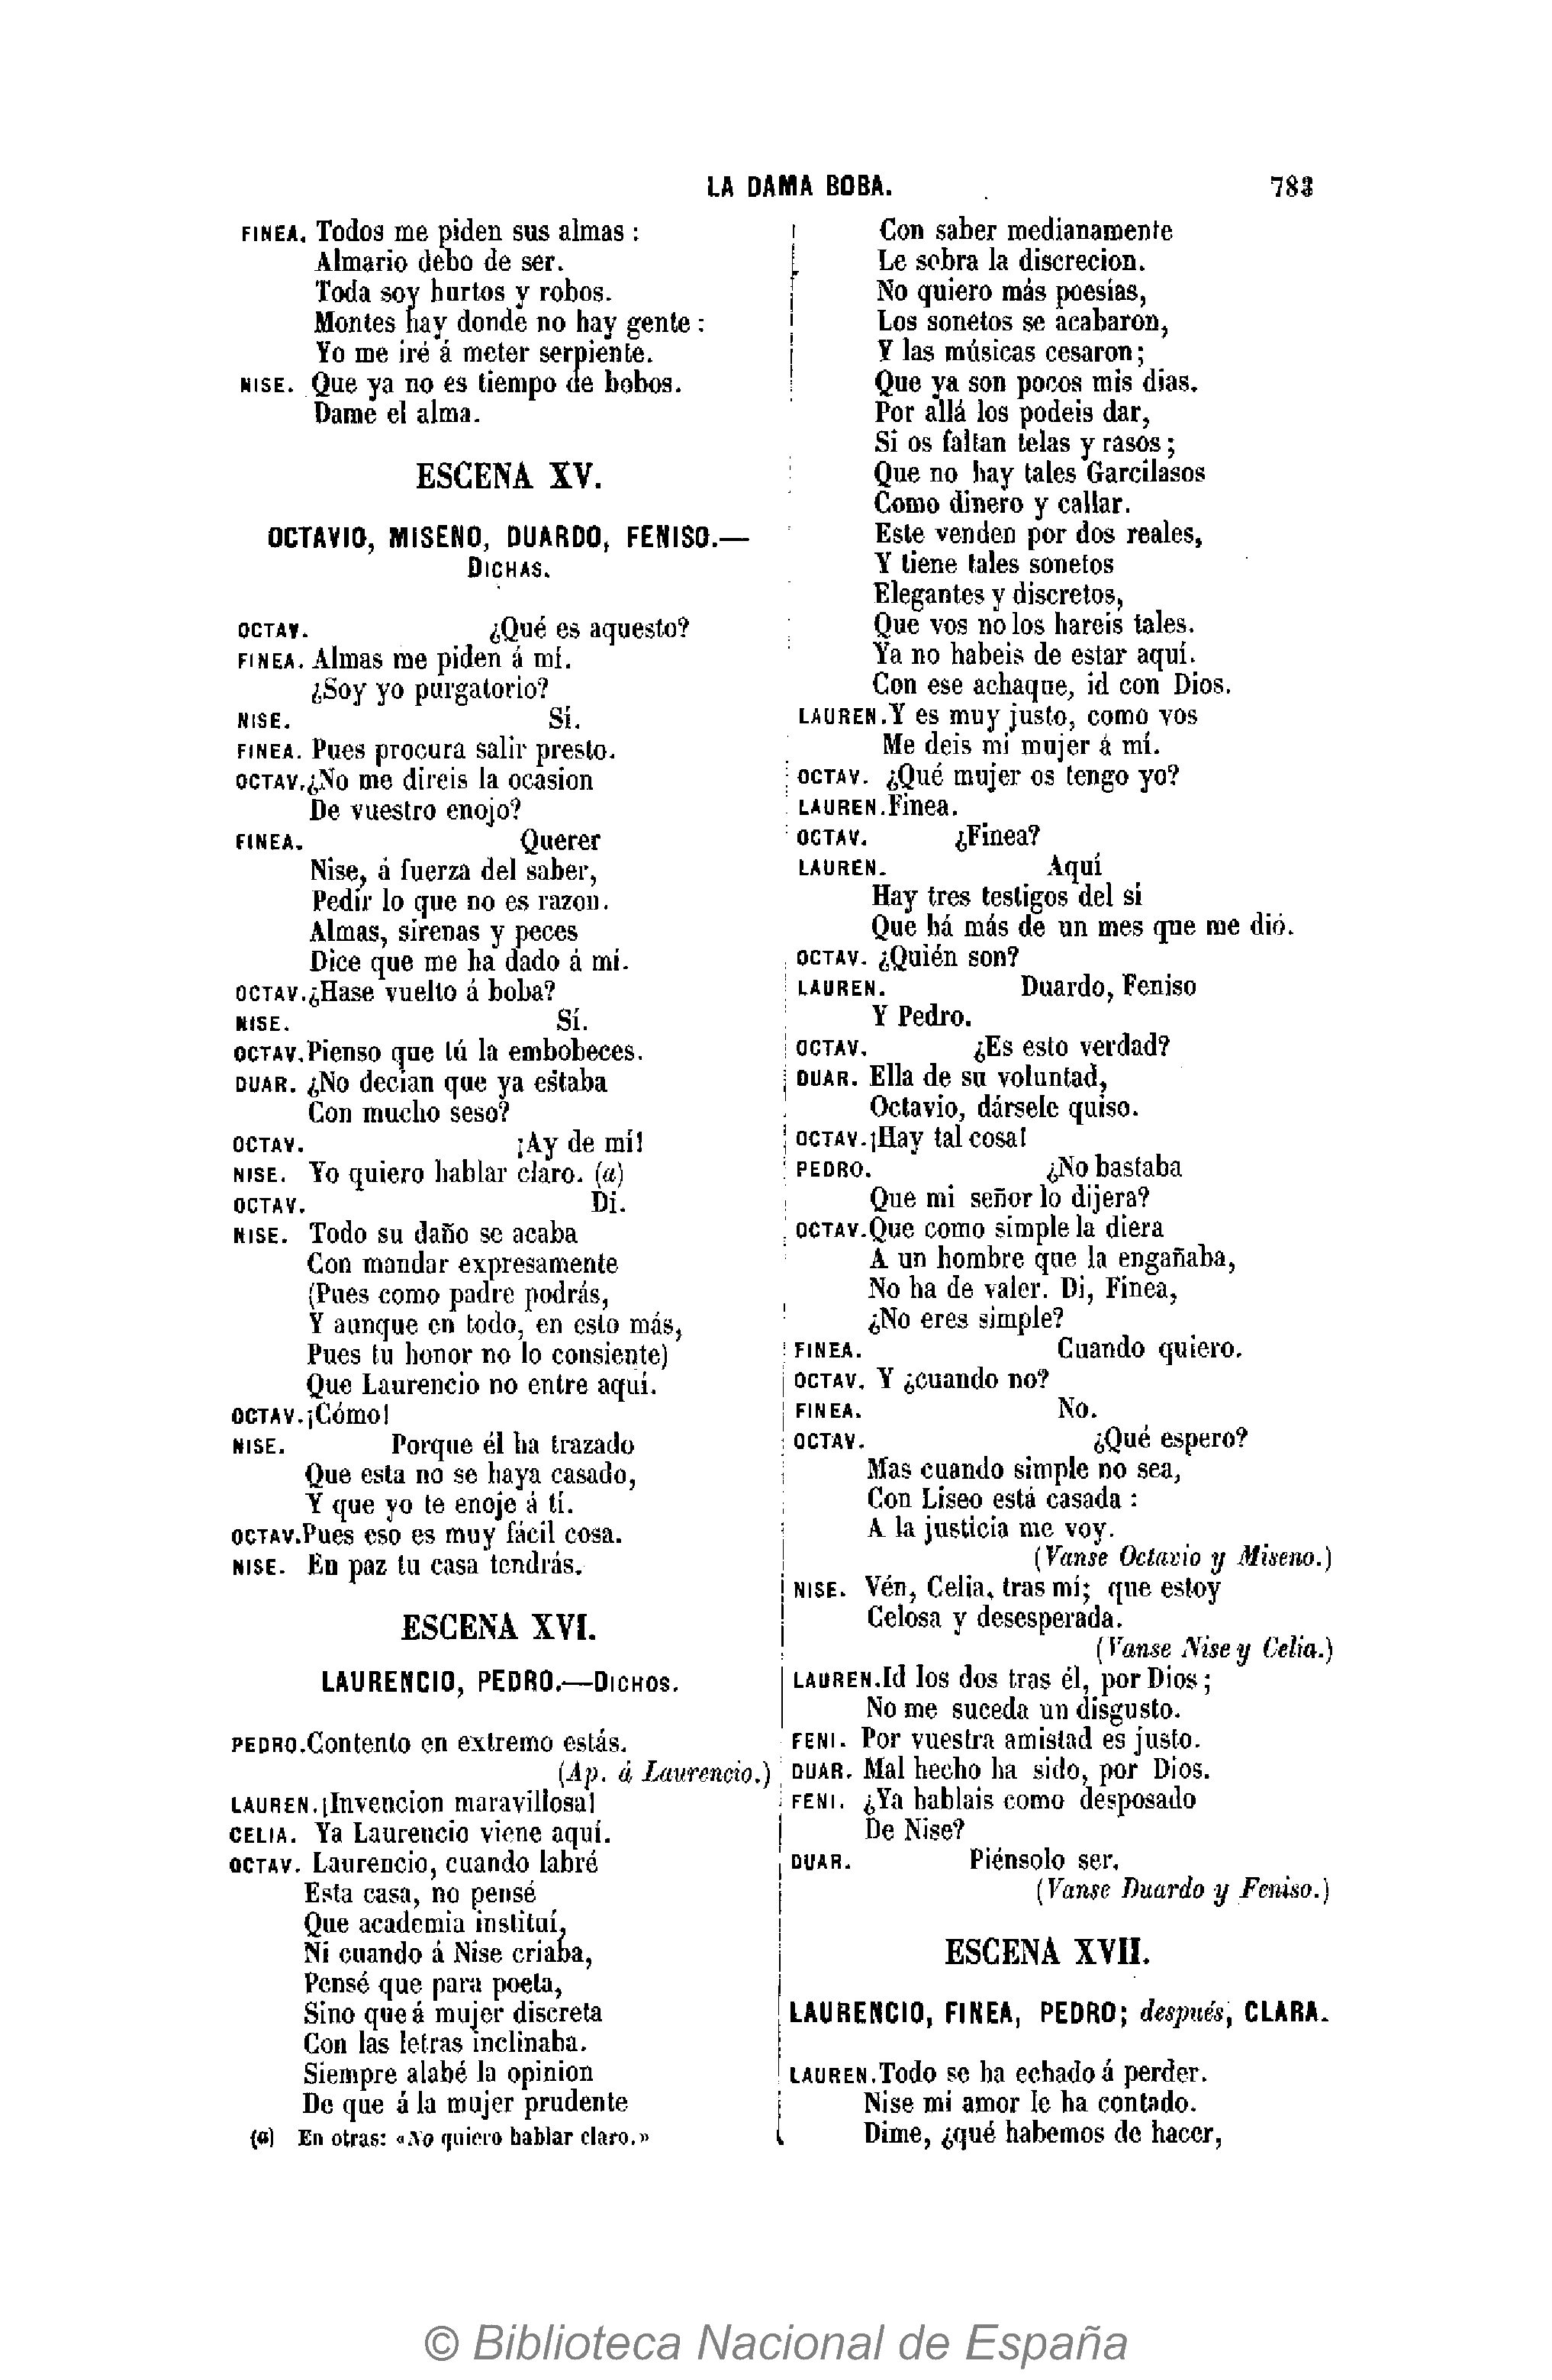 LA DAMA BOBA. 783
FINEA. Todos me piden sus almas :
Almario debo de ser.
Toda soy hurtos y robos.
Montes hay donde no hay gente :
Yo me iré á meter serpiente.
NISE. Que ya no es tiempo de bobos.
Dame el alma.
ESCENA XV.
OCTAVIO, MISENO, DUARDO, FENISO.—
DICHAS.
OCTAV. ¿Qué es aquesto?
FINEA. Almas me piden á mí.
¿Soy yo purgatorio?
NISE. Sí.
FINEA. Pues procura salir presto.
OCTAV. ¿No me direis la ocasion
De vuestro enojo?
FINEA. Querer
Nise, á fuerza del saber,
Pedir lo que no es razon.
Almas, sirenas y peces
Dice que me ha dado á mí.
OCTAV. ¿Hase vuelto á boba?
NISE. Sí.
OCTAV. Pienso que tú la embobeces.
DUAR. ¿No decian que ya estaba
Con mucho seso?
OCTAV. ¡Ay de mí!
NISE. Yo quiero hablar claro. (a)
OCTAV. Di.
NISE. Todo su daño se acaba
Con mandar expresamente
(Pues como padre podrás,
Y aunque en todo, en esto más,
Pues tu honor no lo consiente)
Que Laurencio no entre aquí.
OCTAV. ¡Cómo!
NISE. Porque él ha trazado
Que esta no se haya casado,
Y que yo te enoje á tí.
OCTAV. Pues eso es muy fácil cosa.
NISE. En paz tu casa tendrás.
ESCENA XVI.
LAURENCIO, PEDRO.—DICHOS.
PEDRO. Contento en extremo estás.
(Ap. á Laurencio.)
LAUREN. ¡Invencion maravillosa!
CELIA. Ya Laurencio viene aquí.
OCTAV. Laurencio, cuando labré
Esta casa, no pensé
Que academia instituí,
Ni cuando á Nise criaba,
Pensé que para poeta,
Sino que á mujer discreta
Con las letras inclinaba.
Siempre alabé la opinion
De que á la mujer prudente
(a) En otras: «No quiero hablar claro.»
Con saber medianamente
Le sobra la discrecion.
No quiero más poesías,
Los sonetos se acabaron,
Y las músicas cesaron;
Que ya son pocos mis dias.
Por allá los podeis dar,
Si os faltan telas y rasos;
Que no hay tales Garcilasos
Como dinero y callar.
Este venden por dos reales,
Y tiene tales sonetos
Elegantes y discretos,
Que vos no los hareis tales.
Ya no habeis de estar aquí.
Con ese achaque, id con Dios.
LAUREN. Y es muy justo, como vos
Me deis mi mujer á mí.
OCTAV. ¿Qué mujer os tengo yo?
LAUREN. Finea.
OCTAV. ¿Finea?
LAUREN. Aquí
Hay tres testigos del si
Que há más de un mes que me dió.
OCTAV. ¿Quién son?
LAUREN. Duardo, Feniso
Y Pedro.
OCTAV. ¿Es esto verdad?
DUAR. Ella de su voluntad,
Octavio, dársele quiso.
OCTAV. ¡Hay tal cosa!
PEDRO. ¿No bastaba
Que mi señor lo dijera?
OCTAV. Que como simple la diera
A un hombre que la engañaba,
No ha de valer. Di, Finea,
¿No eres simple?
FINEA. Cuando quiero.
OCTAV. Y ¿cuando no?
FINEA. No.
OCTAV. ¿Qué espero?
Mas cuando simple no sea,
Con Liseo está casada :
A la justicia me voy.
(Vanse Octavio y Miseno.)
NISE. Vén, Celia, tras mí; que estoy
Celosa y desesperada.
(Vanse Nise y Celia.)
LAUREN. Id los dos tras él, por Dios;
No me suceda un disgusto.
FENI. Por vuestra amistad es justo.
DUAR. Mal hecho ha sido, por Dios.
FENI. ¿Ya hablais como desposado
De Nise?
DUAR. Piénsolo ser.
(Vanse Duardo y Feniso.)
ESCENA XVII.
LAURENCIO, FINEA, PEDRO; después, CLARA.
LAUREN. Todo se ha echado á perder.
Nise mi amor le ha contado.
Dime, ¿qué habemos de hacer,
© Biblioteca Nacional de España